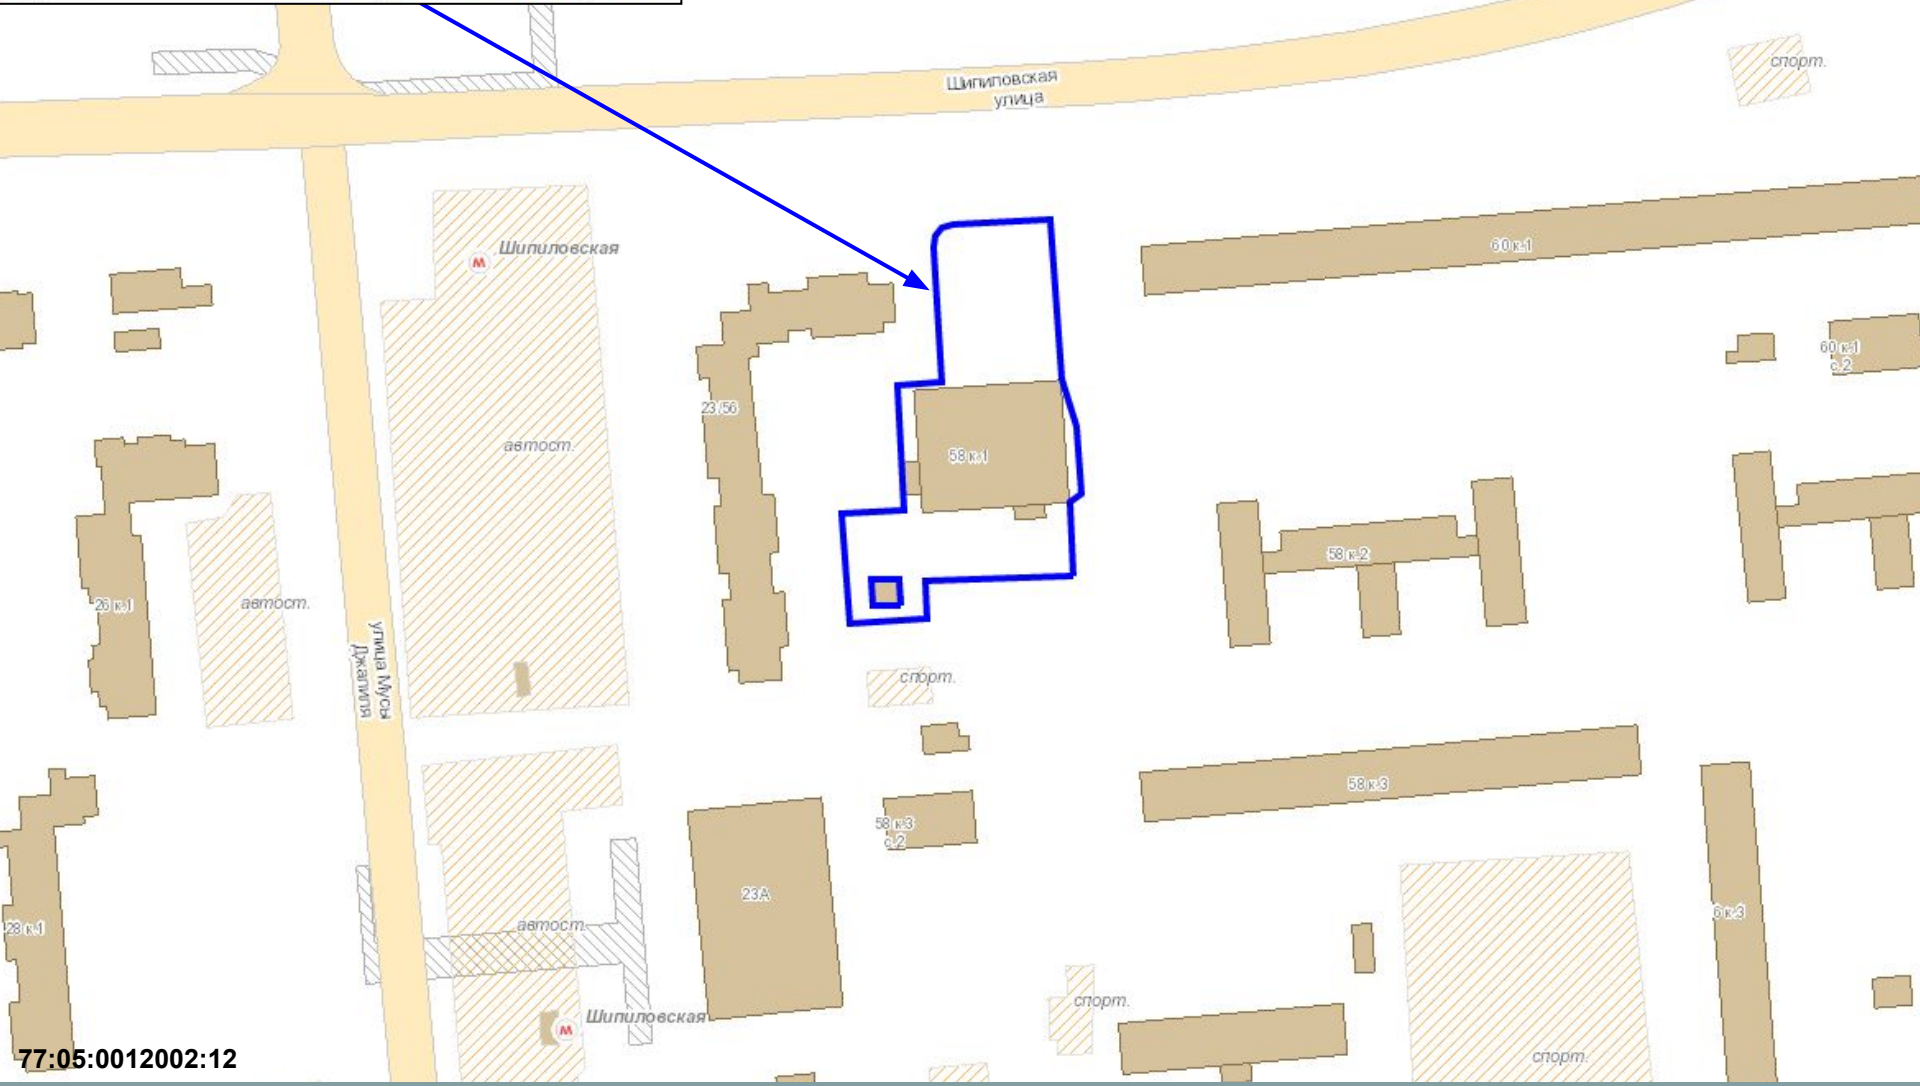 Шипиловская
улица
спорт.
Шипиловская
60 к.1
60 к.1
с.2
23/56
автост.
58 к.1
58 к.2
26 к.1
автост.
улица Мусы
Джалиля
спорт.
58 к.3
58 к.3
с.2
23А
6 к.3
28 к.1
автост.
спорт.
Шипиловская
спорт.
77:05:0012002:12